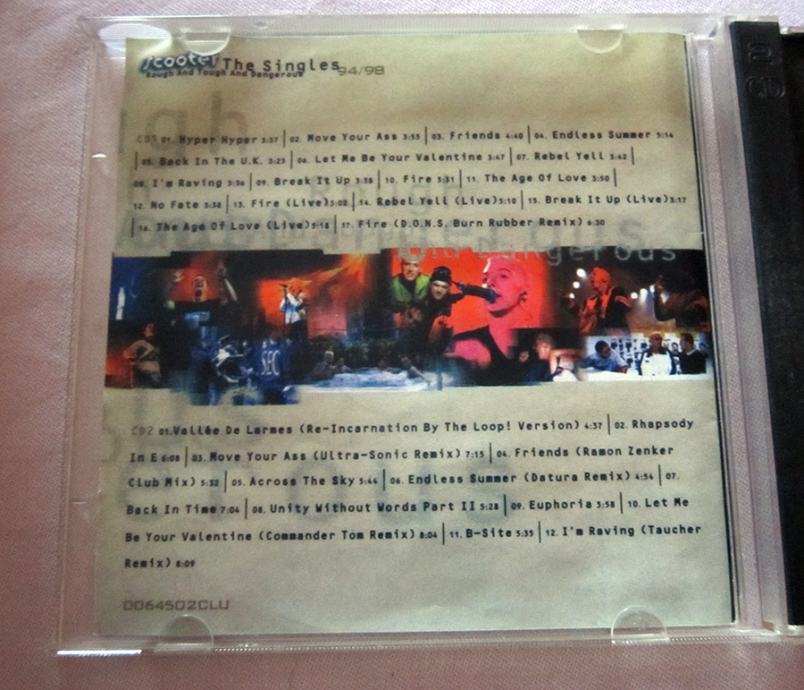 scooter The Singles 94/98
Rough And Tough And Dangerous
CD1 01. Hyper Hyper 3:37 | 02. Move Your Ass 3:55 | 03. Friends 4:40 | 04. Endless Summer 3:14
| 05. Back In The U.K. 3:23 | 06. Let Me Be Your Valentine 3:47 | 07. Rebel Yell 3:42 |
08. I'm Raving 3:36 | 09. Break It Up 3:38 | 10. Fire 3:31 | 11. The Age Of Love 3:50 |
12. No Fate 3:38 | 13. Fire (Live) 5:02 | 14. Rebel Yell (Live) 5:10 | 15. Break It Up (Live) 3:17
| 16. The Age Of Love (Live) 5:18 | 17. Fire (D.O.N.S. Burn Rubber Remix) 6:30
And Dangerous
SEC
CD2 01. Vallée De Larmes (Re-Incarnation By The Loop! Version) 4:37 | 02. Rhapsody
In E 6:08 | 03. Move Your Ass (Ultra-Sonic Remix) 7:15 | 04. Friends (Ramon Zenker
Club Mix) 5:32 | 05. Across The Sky 5:44 | 06. Endless Summer (Datura Remix) 4:54 | 07.
Back In Time 7:04 | 08. Unity Without Words Part II 5:28 | 09. Euphoria 3:58 | 10. Let Me
Be Your Valentine (Commander Tom Remix) 8:04 | 11. B-Site 5:35 | 12. I'm Raving (Taucher
Remix) 8:09
0064502CLU